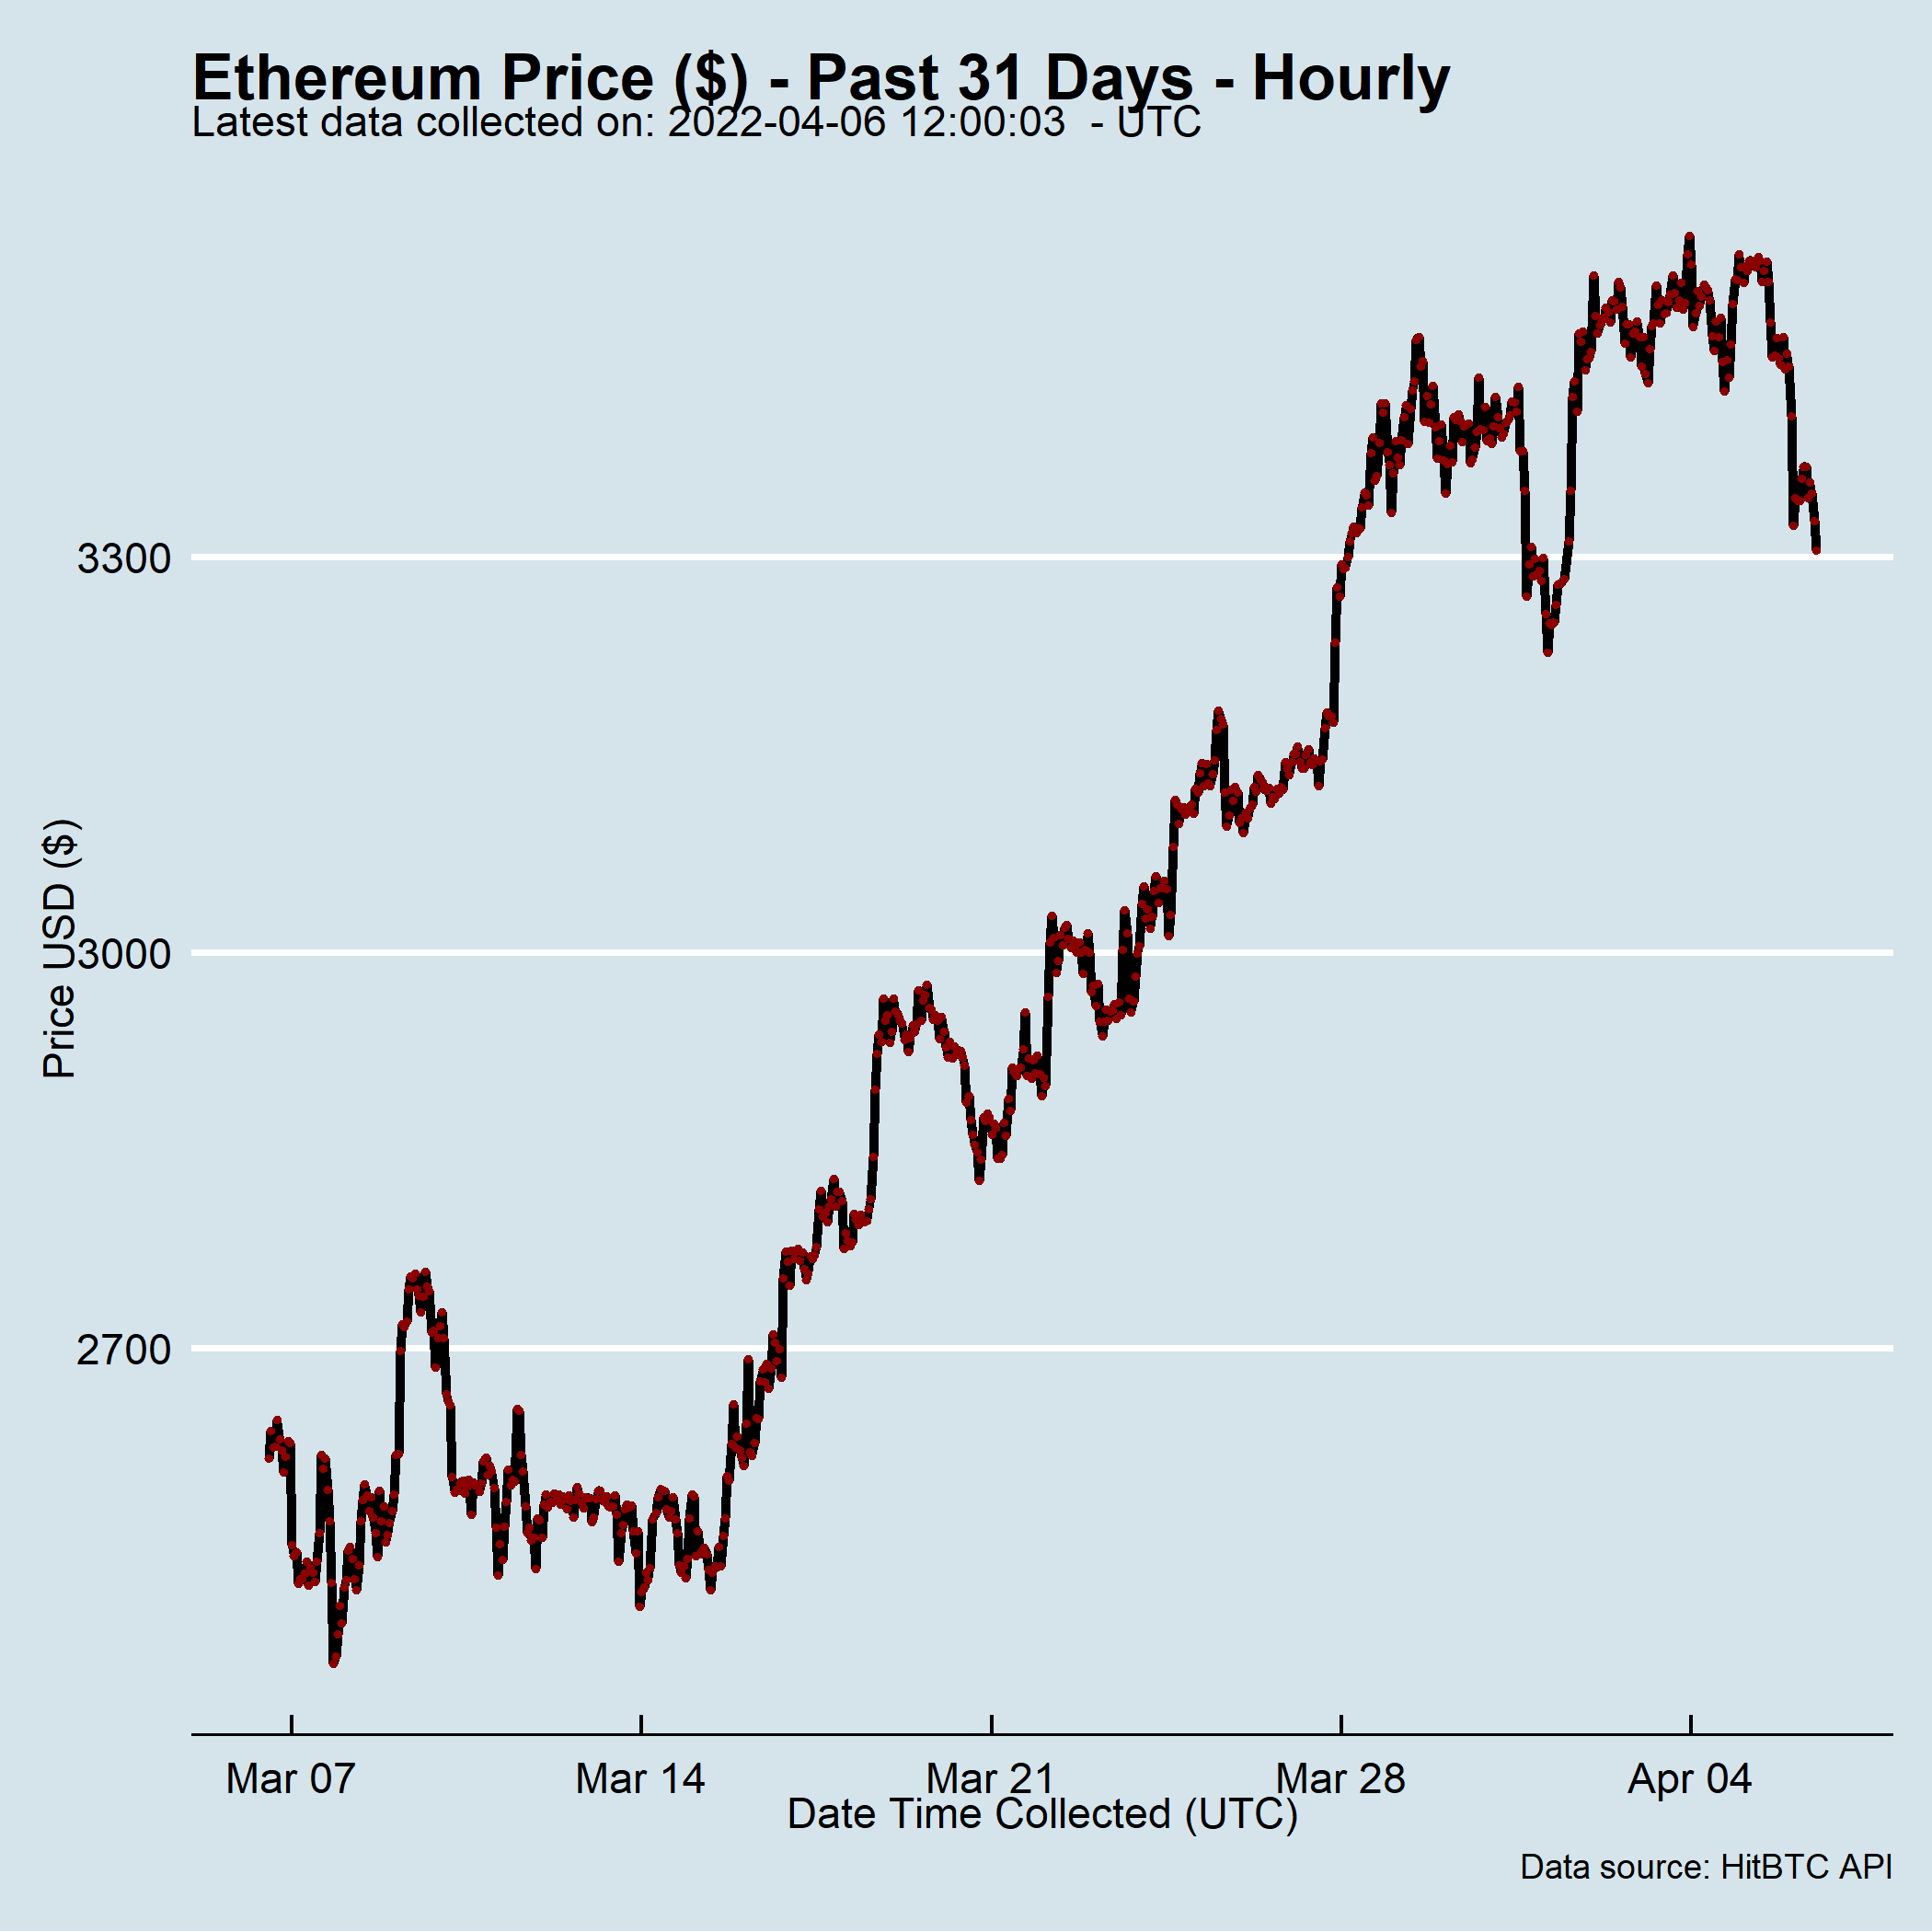 Ethereum Price ($) - Past 31 Days - Hourly
Latest data collected on: 2022-04-06 12:00:03  - UTC
3300
3000
2700
Price USD ($)
Mar 07 Mar 14 Mar 21 Mar 28 Apr 04
Date Time Collected (UTC)
Data source: HitBTC API